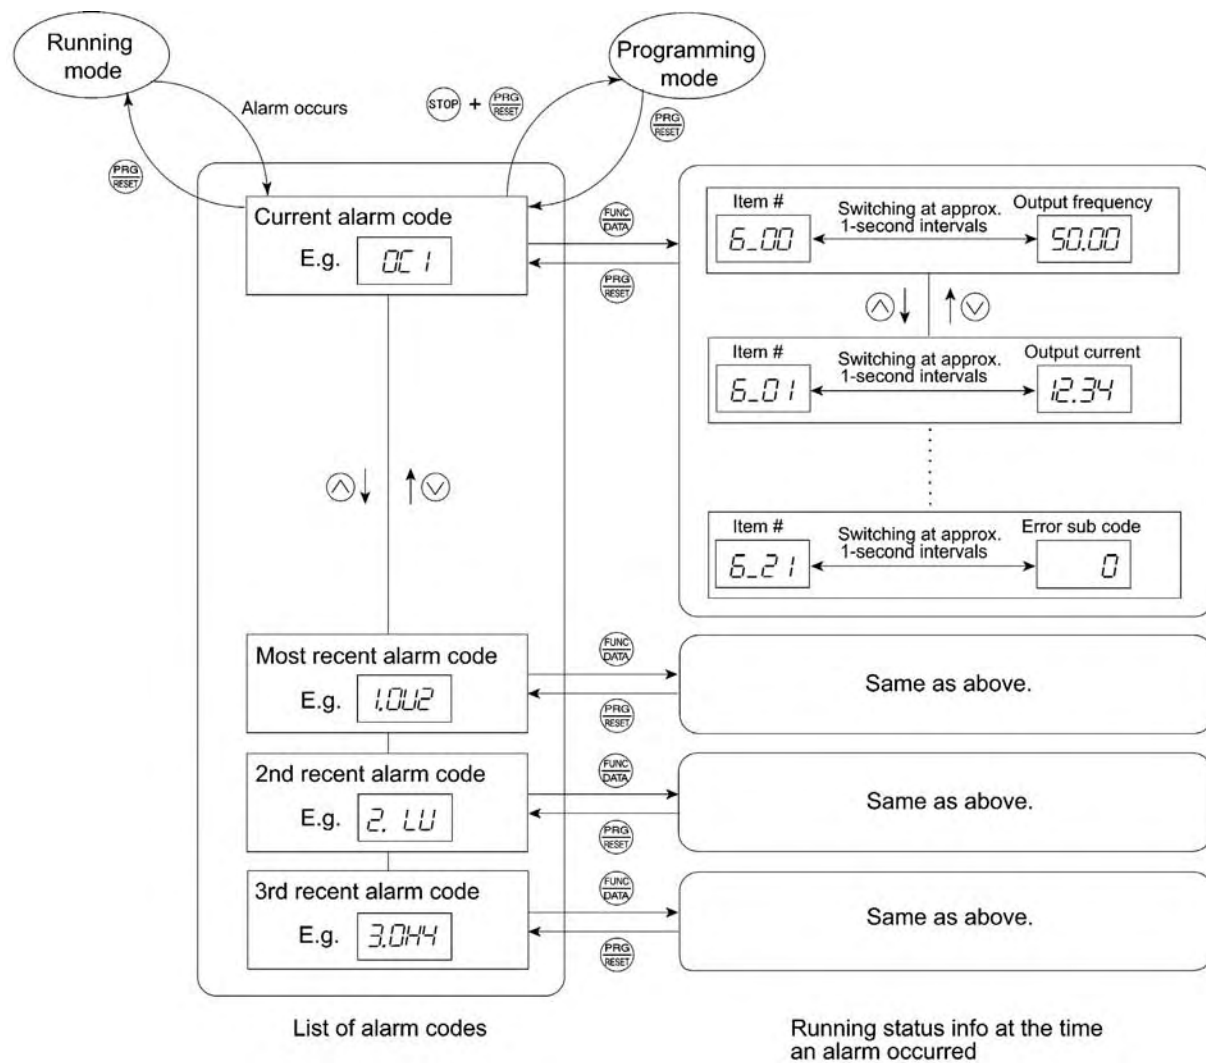 Running
mode
Programming
mode
Alarm occurs
STOP + PRG
RESET
PRG
RESET
PRG
RESET
Current alarm code
E.g. OC1
FUNC
DATA
PRG
RESET
Item #
Switching at approx.
1-second intervals
Output frequency
6_00
50.00
Item #
Switching at approx.
1-second intervals
Output current
6_01
12.34
Item #
Switching at approx.
1-second intervals
Error sub code
6_21
0
Most recent alarm code
E.g. 1.OU2
FUNC
DATA
PRG
RESET
Same as above.
2nd recent alarm code
E.g. 2. LU
FUNC
DATA
PRG
RESET
Same as above.
3rd recent alarm code
E.g. 3.OH4
FUNC
DATA
PRG
RESET
Same as above.
List of alarm codes
Running status info at the time
an alarm occurred